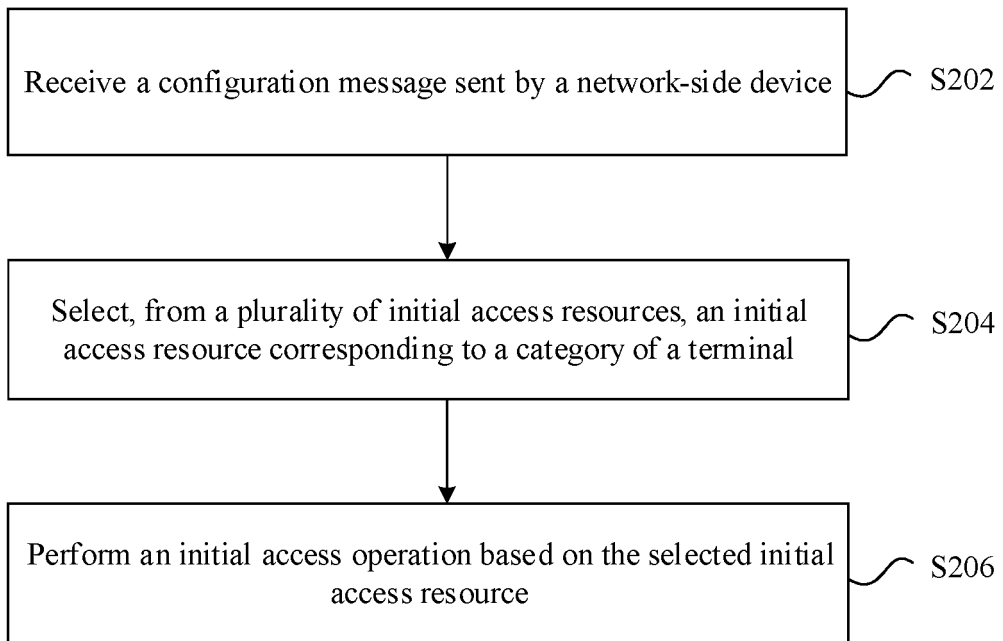 Receive a configuration message sent by a network-side device
S202
Select, from a plurality of initial access resources, an initial
access resource corresponding to a category of a terminal
S204
Perform an initial access operation based on the selected initial
access resource
S206